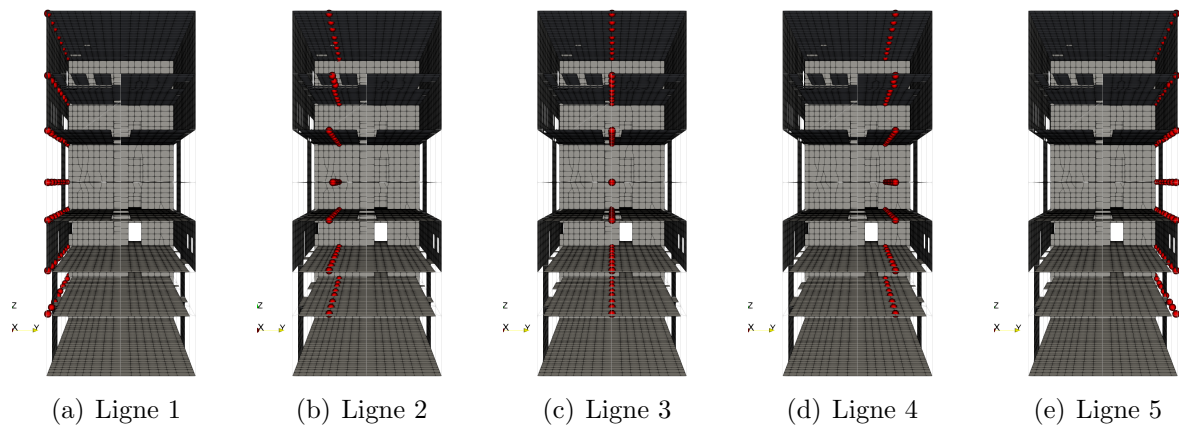 Z
X Y
Z
X Y
Z
X Y
Z
X Y
Z
X Y
(a) Ligne 1
(b) Ligne 2
(c) Ligne 3
(d) Ligne 4
(e) Ligne 5